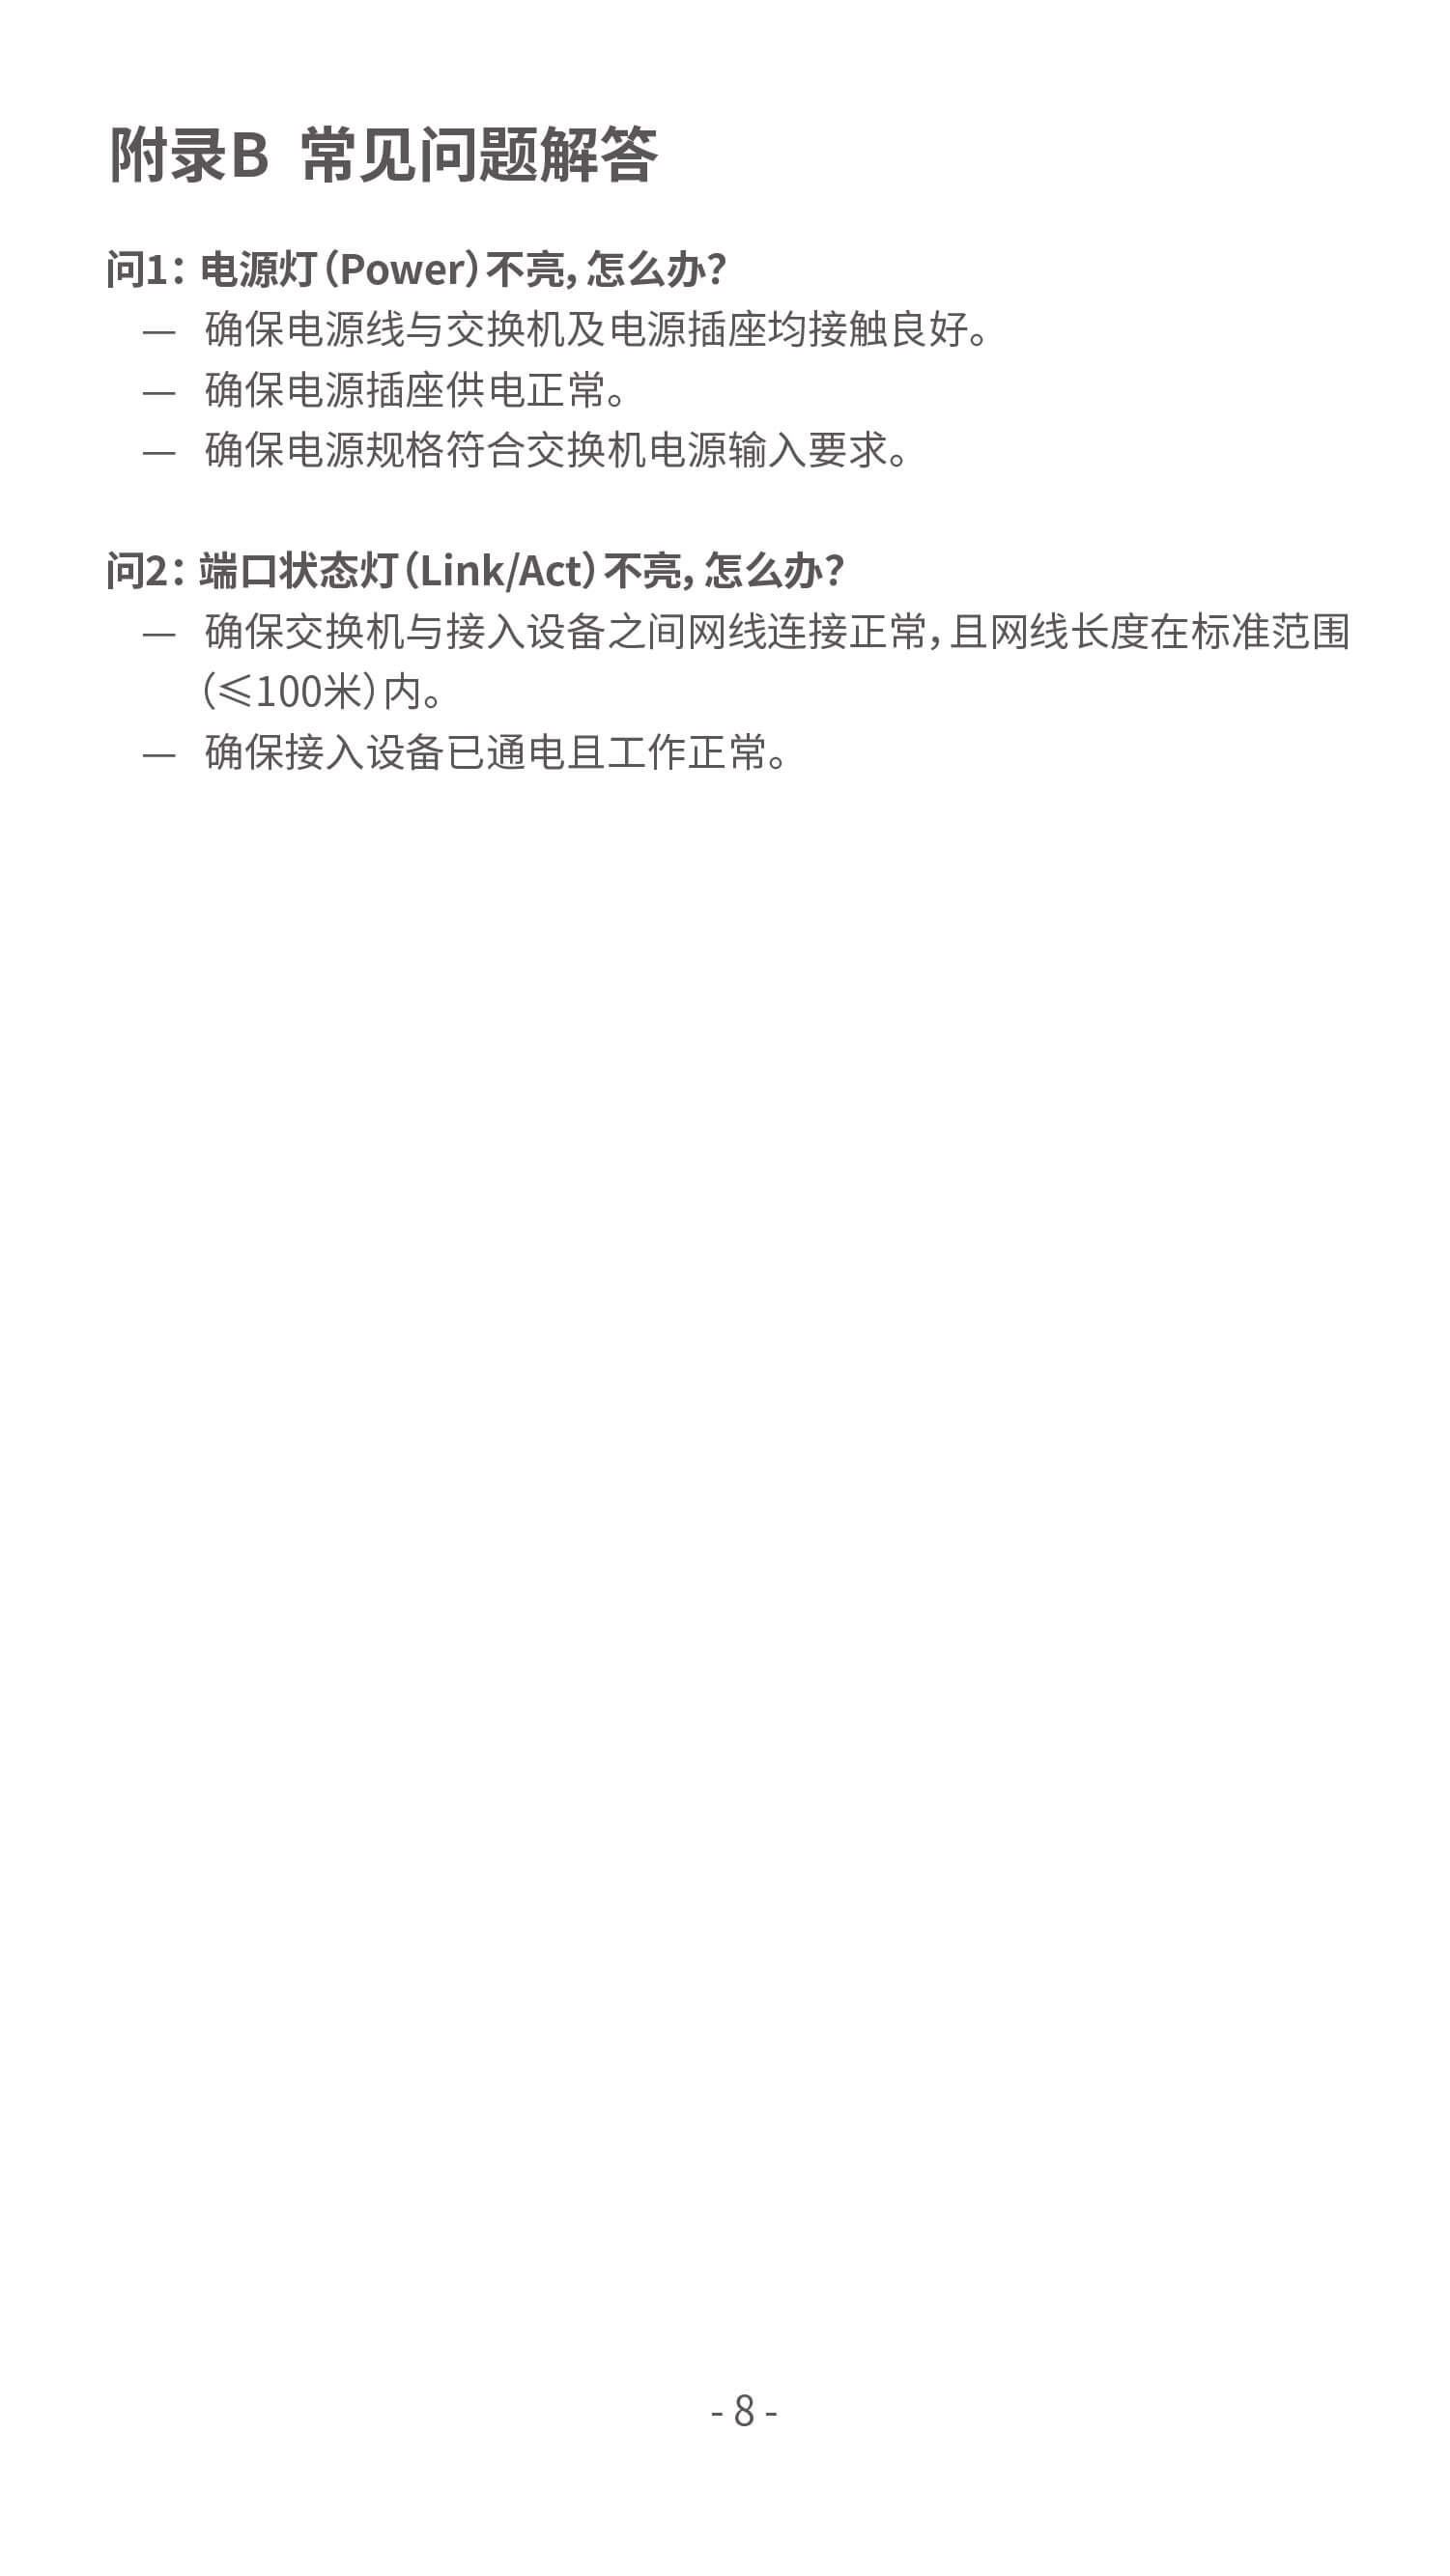 附录B 常见问题解答
问1：电源灯（Power）不亮，怎么办？
— 确保电源线与交换机及电源插座均接触良好。
— 确保电源插座供电正常。
— 确保电源规格符合交换机电源输入要求。
问2：端口状态灯（Link/Act）不亮，怎么办？
— 确保交换机与接入设备之间网线连接正常，且网线长度在标准范围
（≤100米）内。
— 确保接入设备已通电且工作正常。
- 8 -